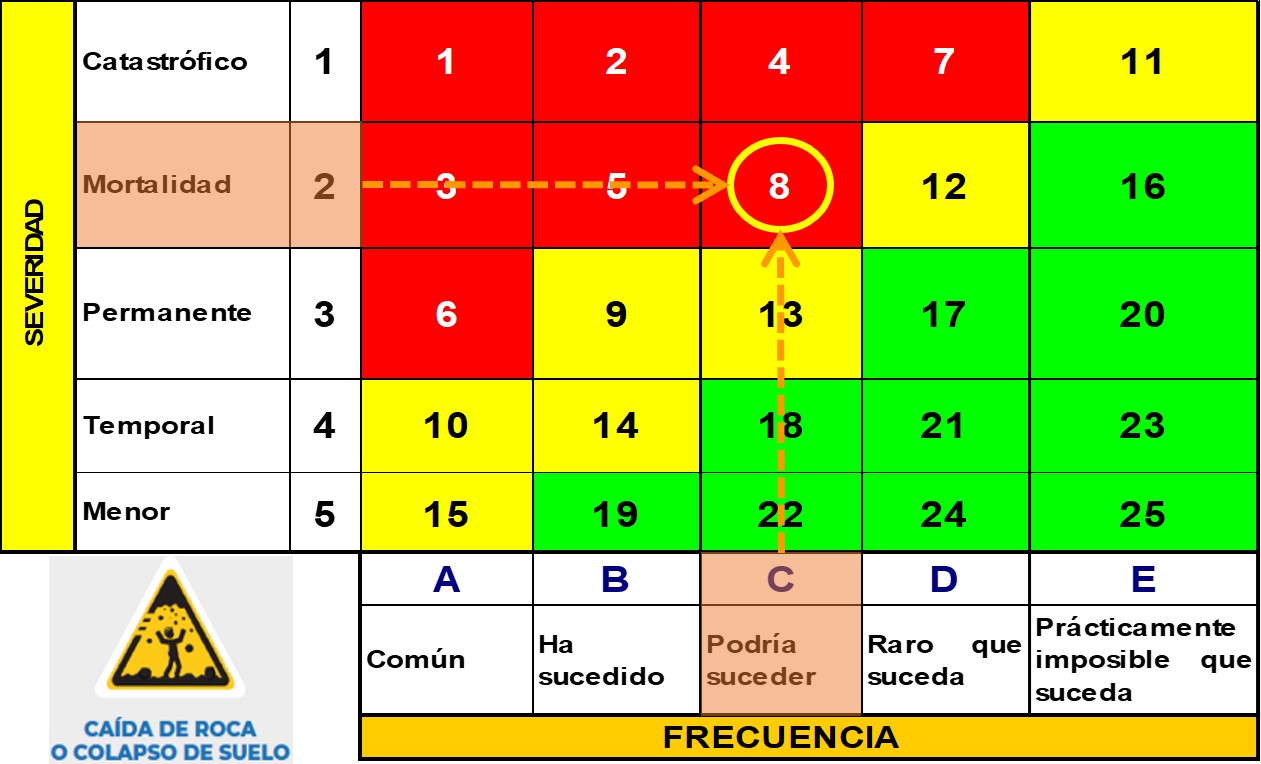 SEVERIDAD
Catastrófico 1 1 2 4 7 11
Mortalidad 2 3 5 8 12 16
Permanente 3 6 9 13 17 20
Temporal 4 10 14 18 21 23
Menor 5 15 19 22 24 25
A B C D E
Común
Ha
sucedido
Podría
suceder
Raro que
suceda
Prácticamente
imposible que
suceda
FRECUENCIA
CAÍDA DE ROCA
O COLAPSO DE SUELO